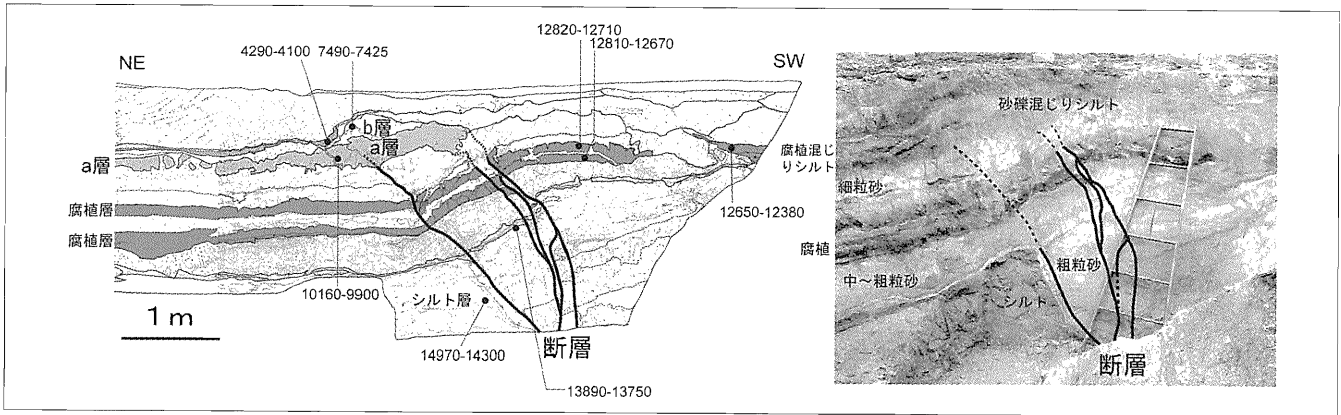 12820-12710
12810-12670
7490-7425
4290-4100
NE
SW
b層
a層
a層
腐植混じ
りシルト
腐植層
腐植層
12650-12380
10160-9900
シルト層
1 m
14970-14300
断層
13890-13750
砂礫混じりシルト
細粒砂
腐植
中～粗粒砂
粗粒砂
シルト
断層